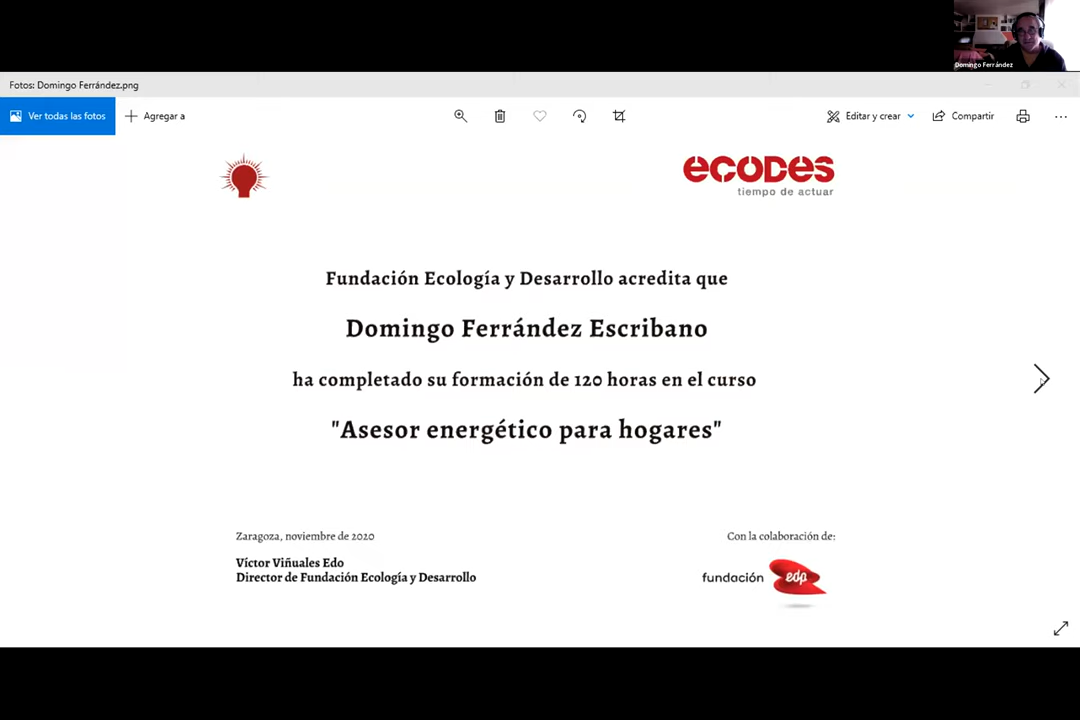 Domingo Ferrández
Fotos: Domingo Ferrández.png
Ver todas las fotos
Agregar a
Editar y crear
Compartir
ecodes
tiempo de actuar
Fundación Ecología y Desarrollo acredita que
Domingo Ferrández Escribano
ha completado su formación de 120 horas en el curso
"Asesor energético para hogares"
Zaragoza, noviembre de 2020
Con la colaboración de:
Víctor Viñuales Edo
Director de Fundación Ecología y Desarrollo
fundación edp